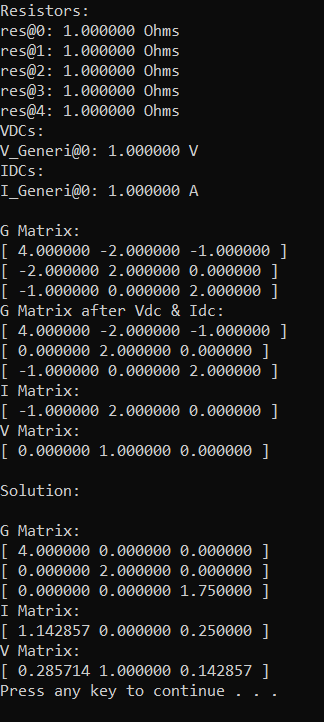 Resistors:
res@0: 1.000000 Ohms
res@1: 1.000000 Ohms
res@2: 1.000000 Ohms
res@3: 1.000000 Ohms
res@4: 1.000000 Ohms
VDCs:
V_Generi@0: 1.000000 V
IDCs:
I_Generi@0: 1.000000 A
G Matrix:
[ 4.000000 -2.000000 -1.000000 ]
[ -2.000000 2.000000 0.000000 ]
[ -1.000000 0.000000 2.000000 ]
G Matrix after Vdc & Idc:
[ 4.000000 -2.000000 -1.000000 ]
[ 0.000000 2.000000 0.000000 ]
[ -1.000000 0.000000 2.000000 ]
I Matrix:
[ -1.000000 2.000000 0.000000 ]
V Matrix:
[ 0.000000 1.000000 0.000000 ]
Solution:
G Matrix:
[ 4.000000 0.000000 0.000000 ]
[ 0.000000 2.000000 0.000000 ]
[ 0.000000 0.000000 1.750000 ]
I Matrix:
[ 1.142857 0.000000 0.250000 ]
V Matrix:
[ 0.285714 1.000000 0.142857 ]
Press any key to continue . . .